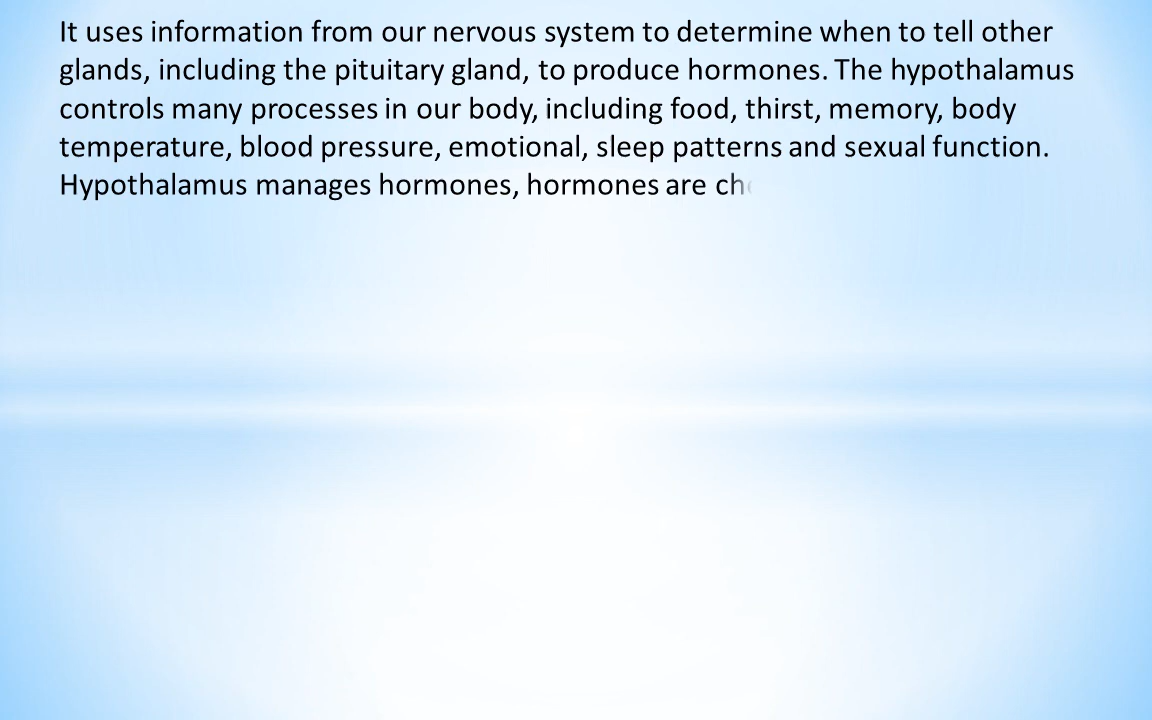 It uses information from our nervous system to determine when to tell other
glands, including the pituitary gland, to produce hormones. The hypothalamus
controls many processes in our body, including food, thirst, memory, body
temperature, blood pressure, emotional, sleep patterns and sexual function.
Hypothalamus manages hormones, hormones are